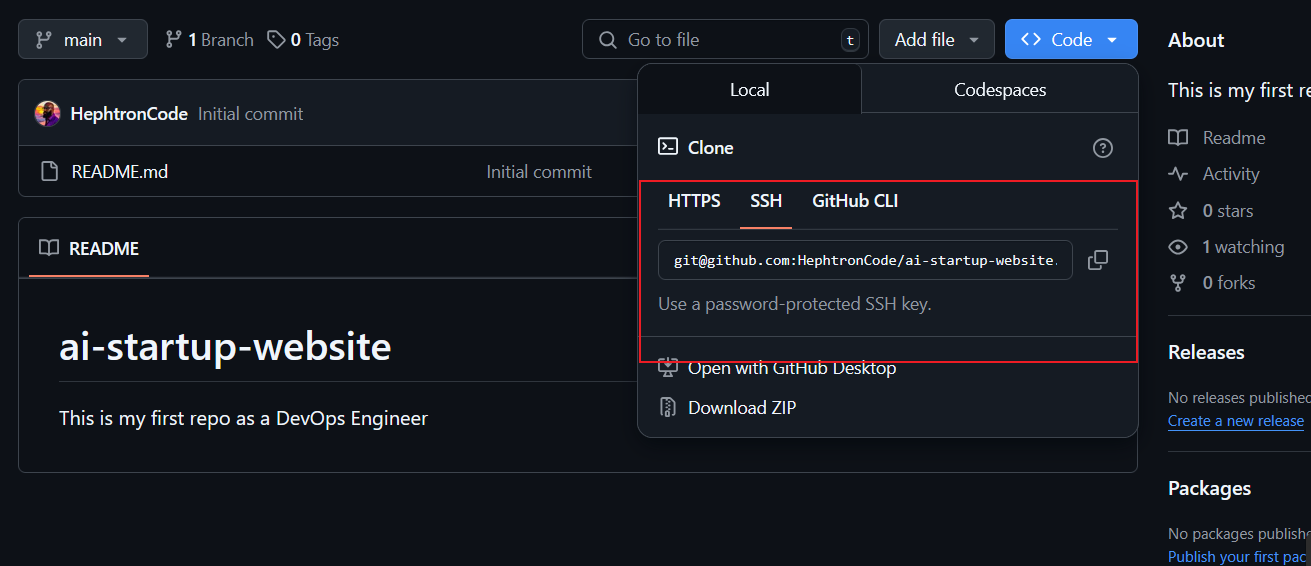 main
1 Branch
0 Tags
Go to file
t
Add file
Code
HephtronCode Initial commit
README.md
Initial commit
README
ai-startup-website
This is my first repo as a DevOps Engineer
Local
Codespaces
Clone
HTTPS
SSH
GitHub CLI
git@github.com:HephtronCode/ai-startup-website.
Use a password-protected SSH key.
Open with GitHub Desktop
Download ZIP
About
This is my first re
Readme
Activity
0 stars
1 watching
0 forks
Releases
No releases published
Create a new release
Packages
No packages publish
Publish your first pac